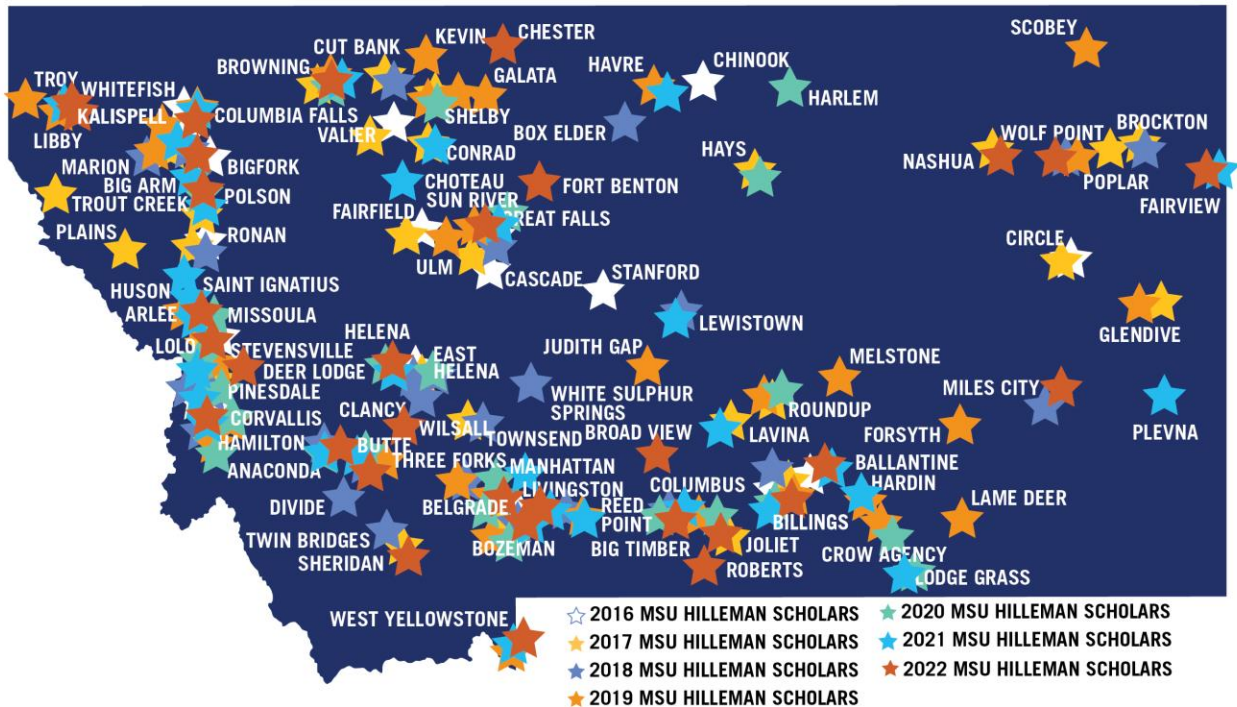 SCOBEY
CHESTER
KEVIN
CUT BANK
BROWNING
GALATA
HAVRE
CHINOOK
HARLEM
TROY
WHITEFISH
KALISPELL
COLUMBIA FALLS
SHELBY
LIBBY
VALIER
BOX ELDER
WOLF POINT
BROCKTON
MARION
BIGFORK
CONRAD
HAYS
NASHUA
POPLAR
BIG ARM
POLSON
CHOTEAU
FORT BENTON
TROUT CREEK
SUN RIVER
FAIRVIEW
FAIRFIELD
GREAT FALLS
PLAINS
RONAN
CIRCLE
ULM
CASCADE
STANFORD
HUSON
SAINT IGNATIUS
ARLEE
MISSOULA
LEWISTOWN
GLENDIVE
LOLO
STEVENSVILLE
HELENA
EAST
HELENA
JUDITH GAP
MELSTONE
DEER LODGE
PINESDALE
WHITE SULPHUR
SPRINGS
ROUNDUP
MILES CITY
CORVALLIS
CLANCY
WILSALL
LAVINA
FORSYTH
PLEVNA
HAMILTON
BUTTE
TOWNSEND
BROAD VIEW
ANACONDA
THREE FORKS
MANHATTAN
BALLANTINE
LIVINGSTON
COLUMBUS
HARDIN
DIVIDE
BELGRADE
REED
POINT
BILLINGS
LAME DEER
TWIN BRIDGES
BOZEMAN
BIG TIMBER
JOLIET
CROW AGENCY
SHERIDAN
ROBERTS
LODGE GRASS
WEST YELLOWSTONE
2016 MSU HILLEMAN SCHOLARS
2017 MSU HILLEMAN SCHOLARS
2018 MSU HILLEMAN SCHOLARS
2019 MSU HILLEMAN SCHOLARS
2020 MSU HILLEMAN SCHOLARS
2021 MSU HILLEMAN SCHOLARS
2022 MSU HILLEMAN SCHOLARS